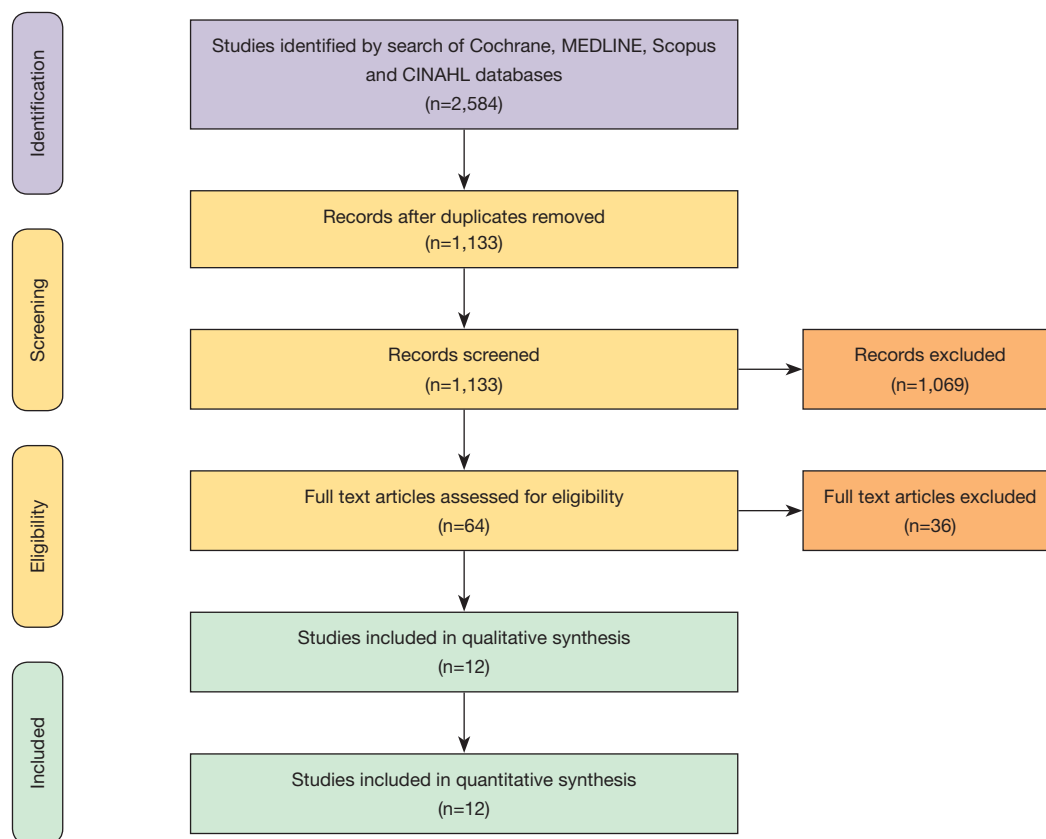 Identification
Studies identified by search of Cochrane, MEDLINE, Scopus
and CINAHL databases
(n=2,584)
Records after duplicates removed
(n=1,133)
Screening
Records screened
(n=1,133)
Records excluded
(n=1,069)
Eligibility
Full text articles assessed for eligibility
(n=64)
Full text articles excluded
(n=36)
Studies included in qualitative synthesis
(n=12)
Included
Studies included in quantitative synthesis
(n=12)